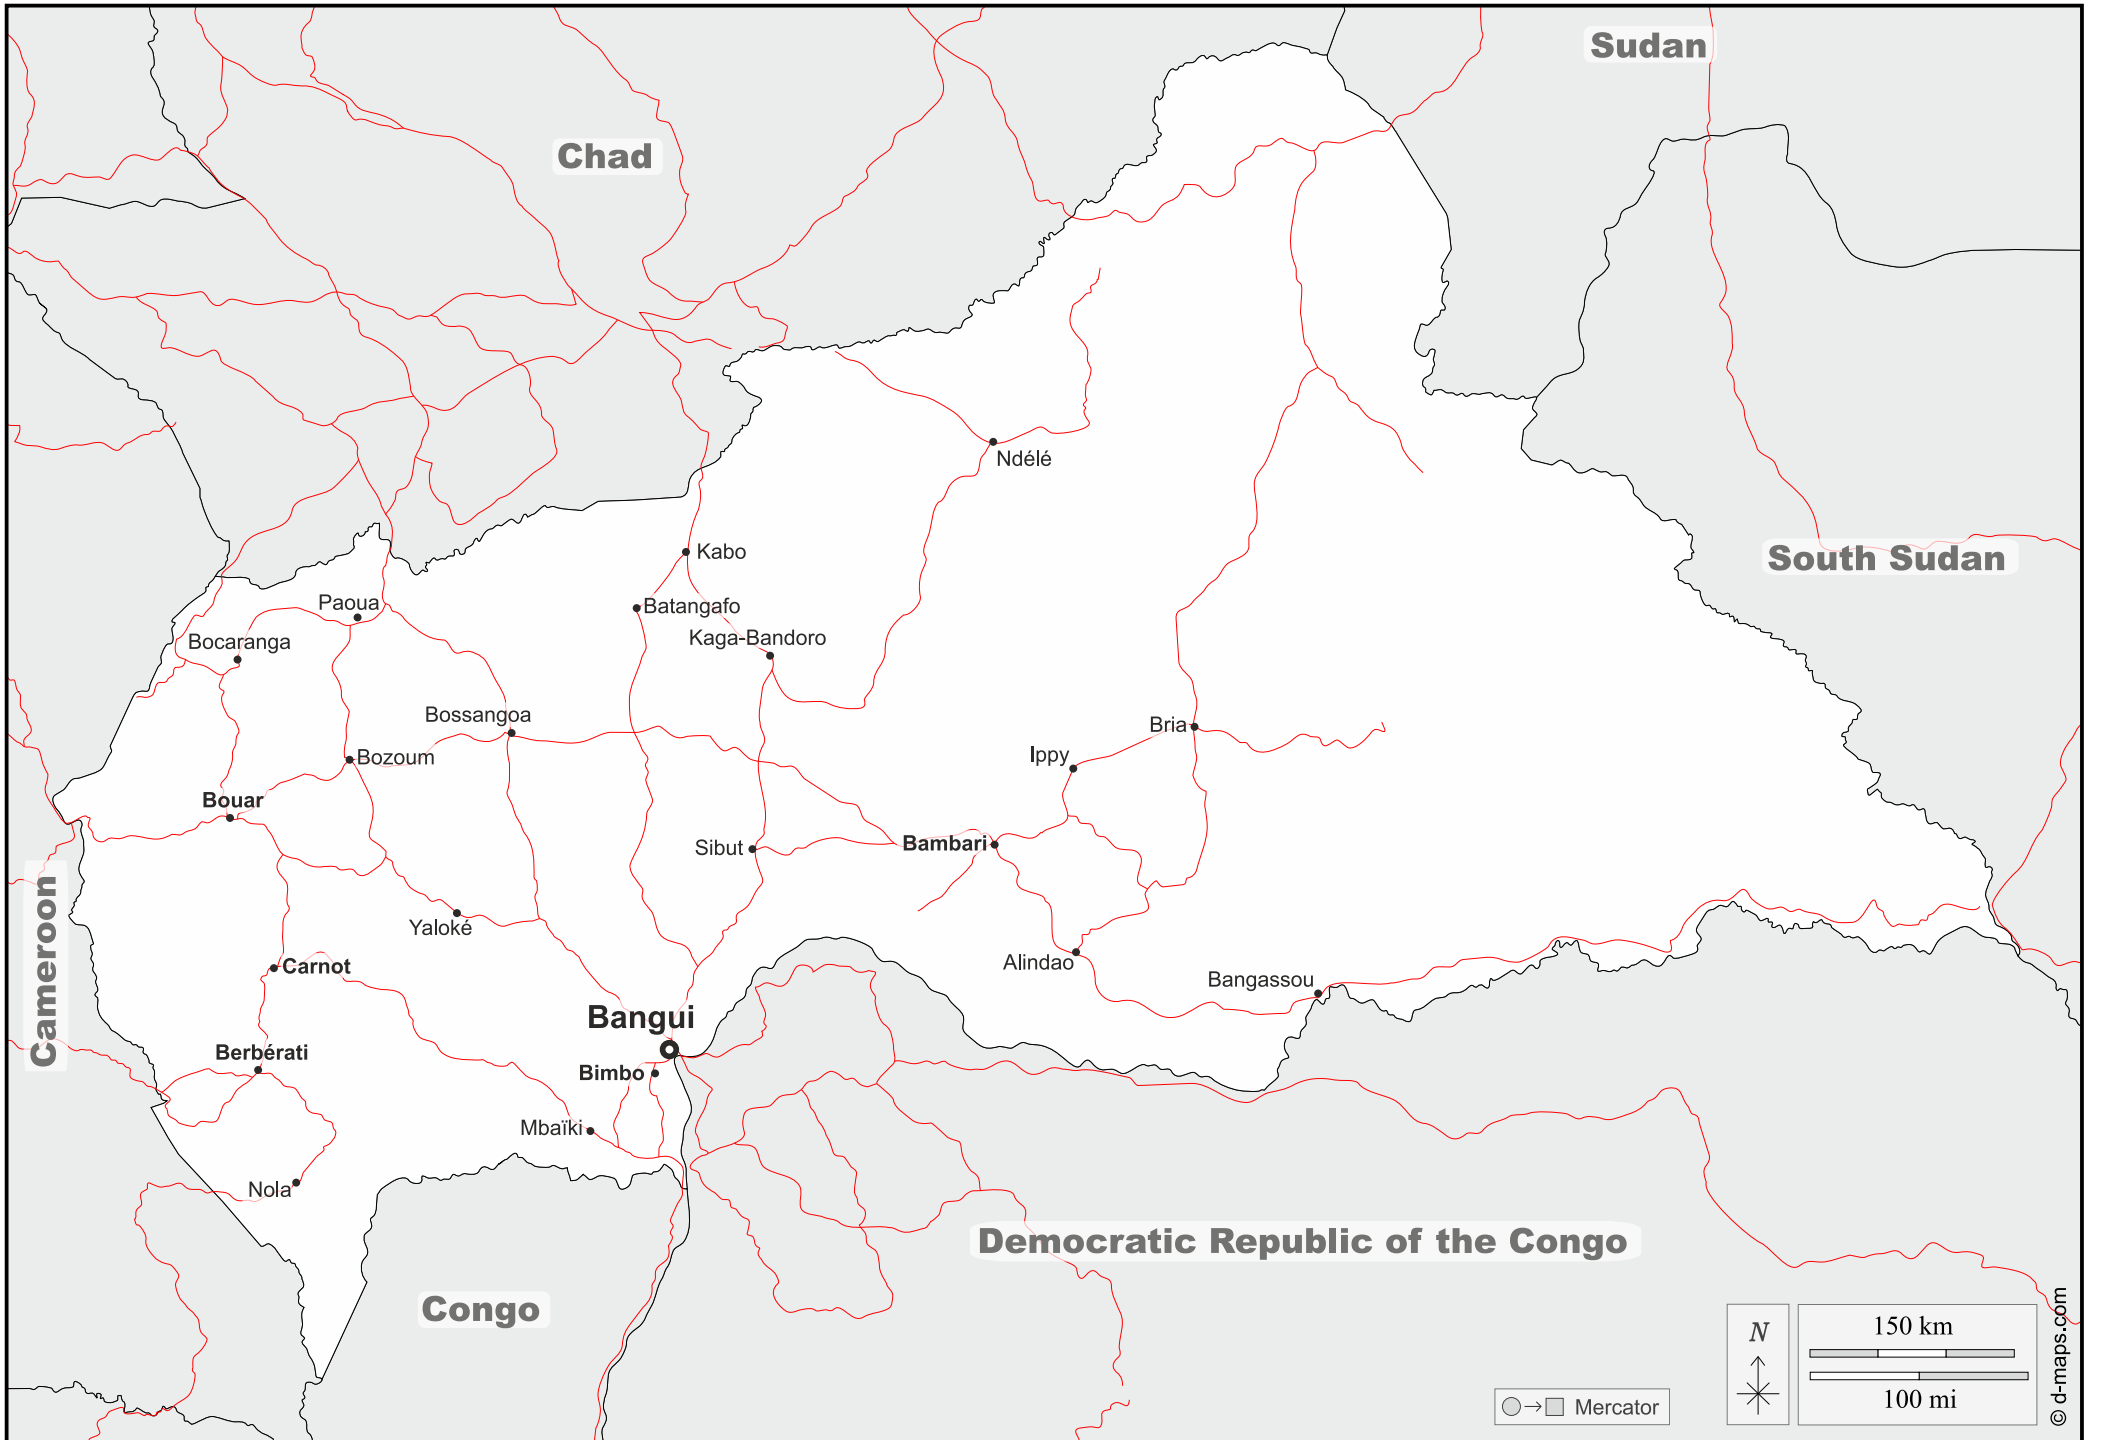 Sudan
Chad
Ndélé
Kabo
South Sudan
Paoua
Batangafo
Bocaranga
Kaga-Bandoro
Bossangoa
Bria
Bozoum
Ippy
Bouar
Sibut
Bambari
Cameroon
Yaloké
Carnot
Alindao
Bangassou
Bangui
Berbérati
Bimbo
Mbaïki
Nola
Democratic Republic of the Congo
Congo
N
150 km
100 mi
Mercator
© d-maps.com